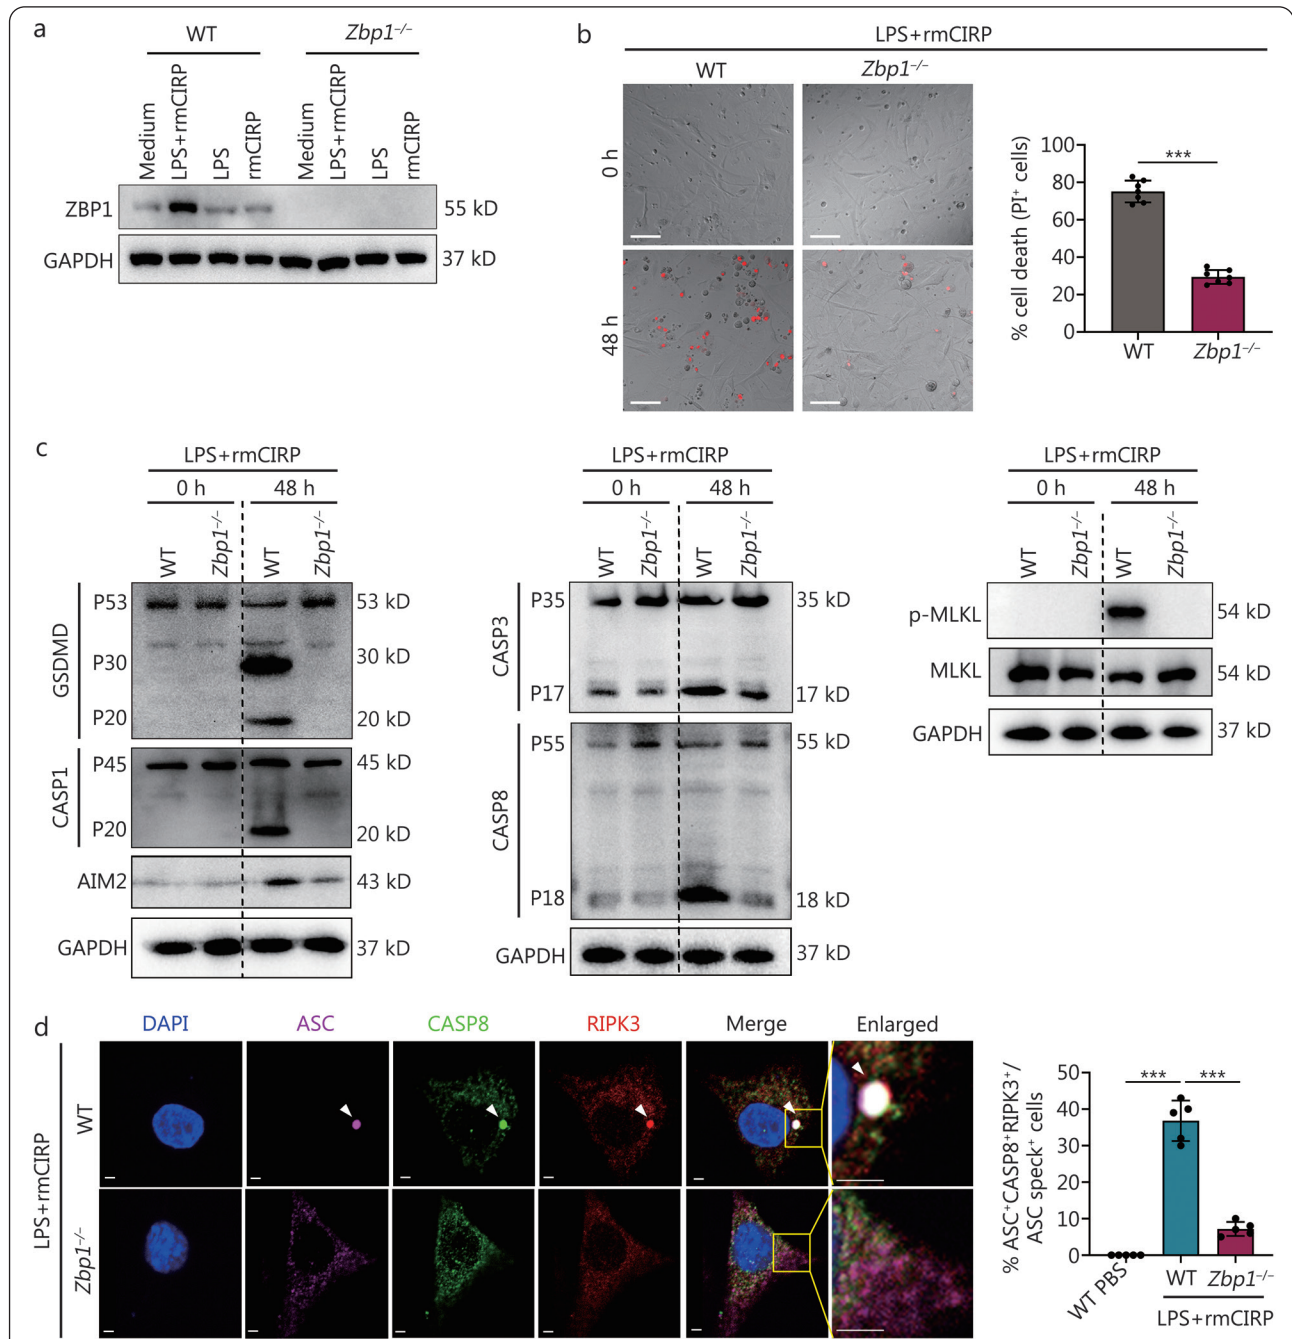 a
WT
Zbp1⁻/⁻
Medium
LPS+rmCIRP
LPS
rmCIRP
Medium
LPS+rmCIRP
LPS
rmCIRP
ZBP1
55 kD
GAPDH
37 kD
b
LPS+rmCIRP
WT
Zbp1⁻/⁻
0 h
48 h
% cell death (PI⁺ cells)
100
80
60
40
20
0
***
WT
Zbp1⁻/⁻
c
LPS+rmCIRP
0 h
48 h
WT
Zbp1⁻/⁻
WT
Zbp1⁻/⁻
GSDMD
P53
53 kD
P30
30 kD
P20
20 kD
CASP1
P45
45 kD
P20
20 kD
AIM2
43 kD
GAPDH
37 kD
LPS+rmCIRP
0 h
48 h
WT
Zbp1⁻/⁻
WT
Zbp1⁻/⁻
CASP3
P35
35 kD
P17
17 kD
CASP8
P55
55 kD
P18
18 kD
GAPDH
37 kD
LPS+rmCIRP
0 h
48 h
WT
Zbp1⁻/⁻
WT
Zbp1⁻/⁻
p-MLKL
54 kD
MLKL
54 kD
GAPDH
37 kD
d
DAPI
ASC
CASP8
RIPK3
Merge
Enlarged
LPS+rmCIRP
WT
Zbp1⁻/⁻
% ASC⁺CASP8⁺RIPK3⁺/
ASC speck⁺ cells
50
40
30
20
10
0
***
***
WT PBS
WT
Zbp1⁻/⁻
LPS+rmCIRP